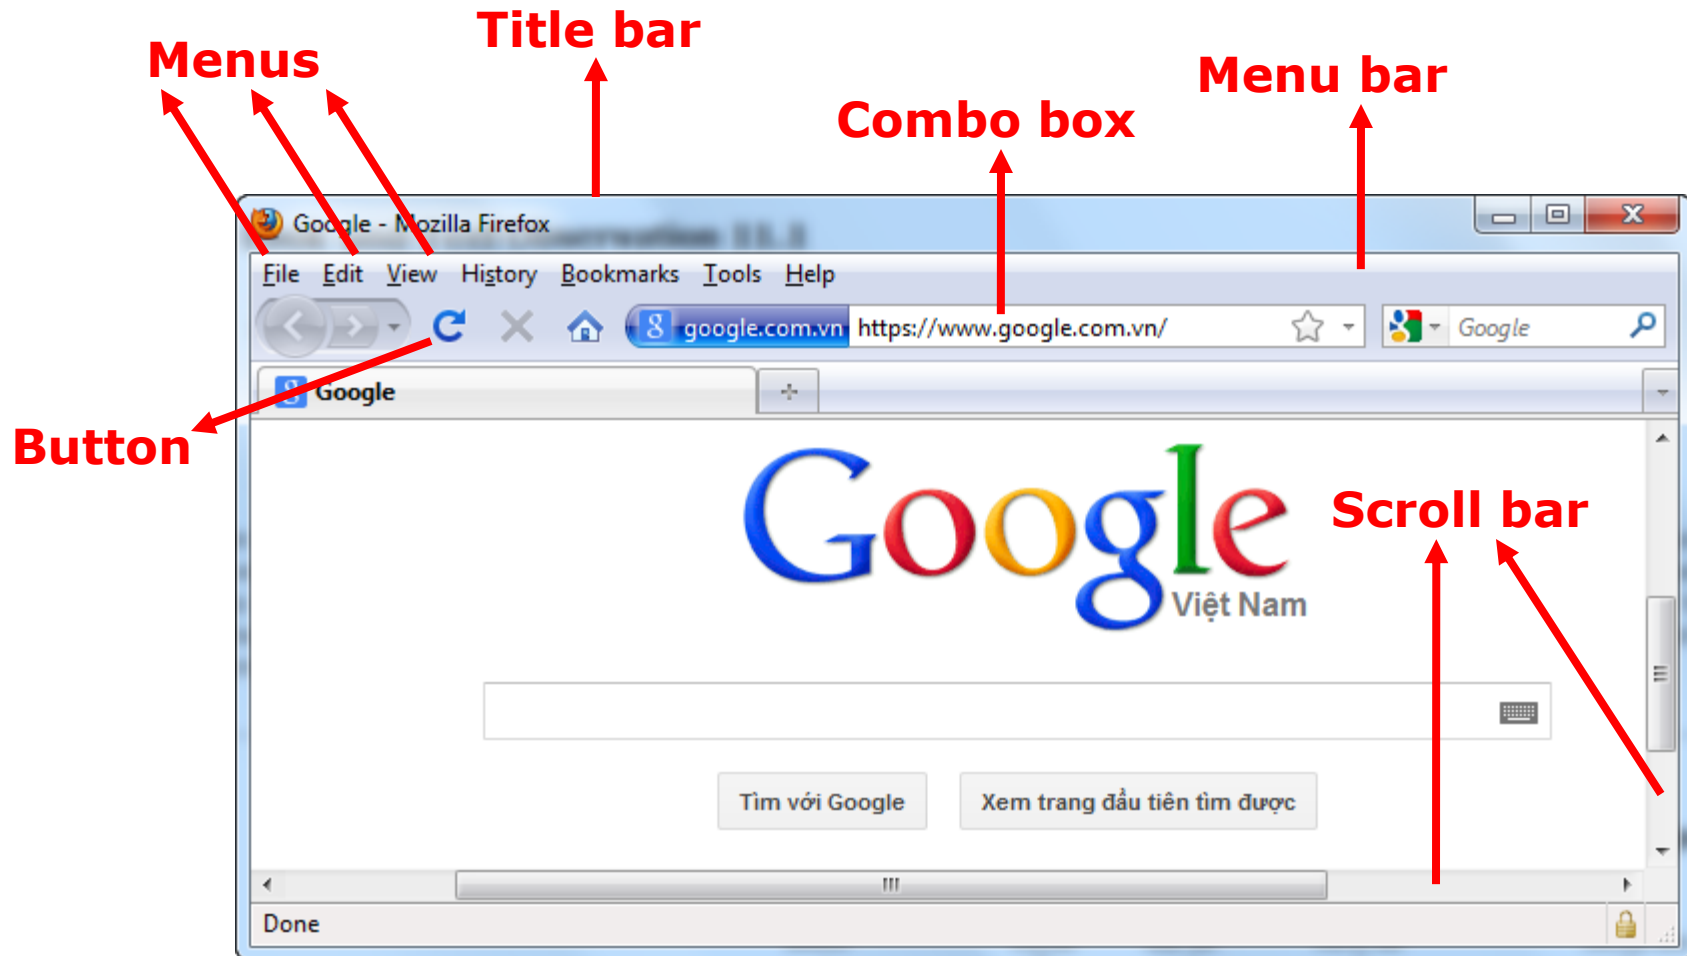 Title bar
Menus
Menu bar
Combo box
Google - Mozilla Firefox
File Edit View History Bookmarks Tools Help
google.com.vn https://www.google.com.vn/ Google
Google
Button
Google
Việt Nam
Scroll bar
Tìm với Google Xem trang đầu tiên tìm được
Done